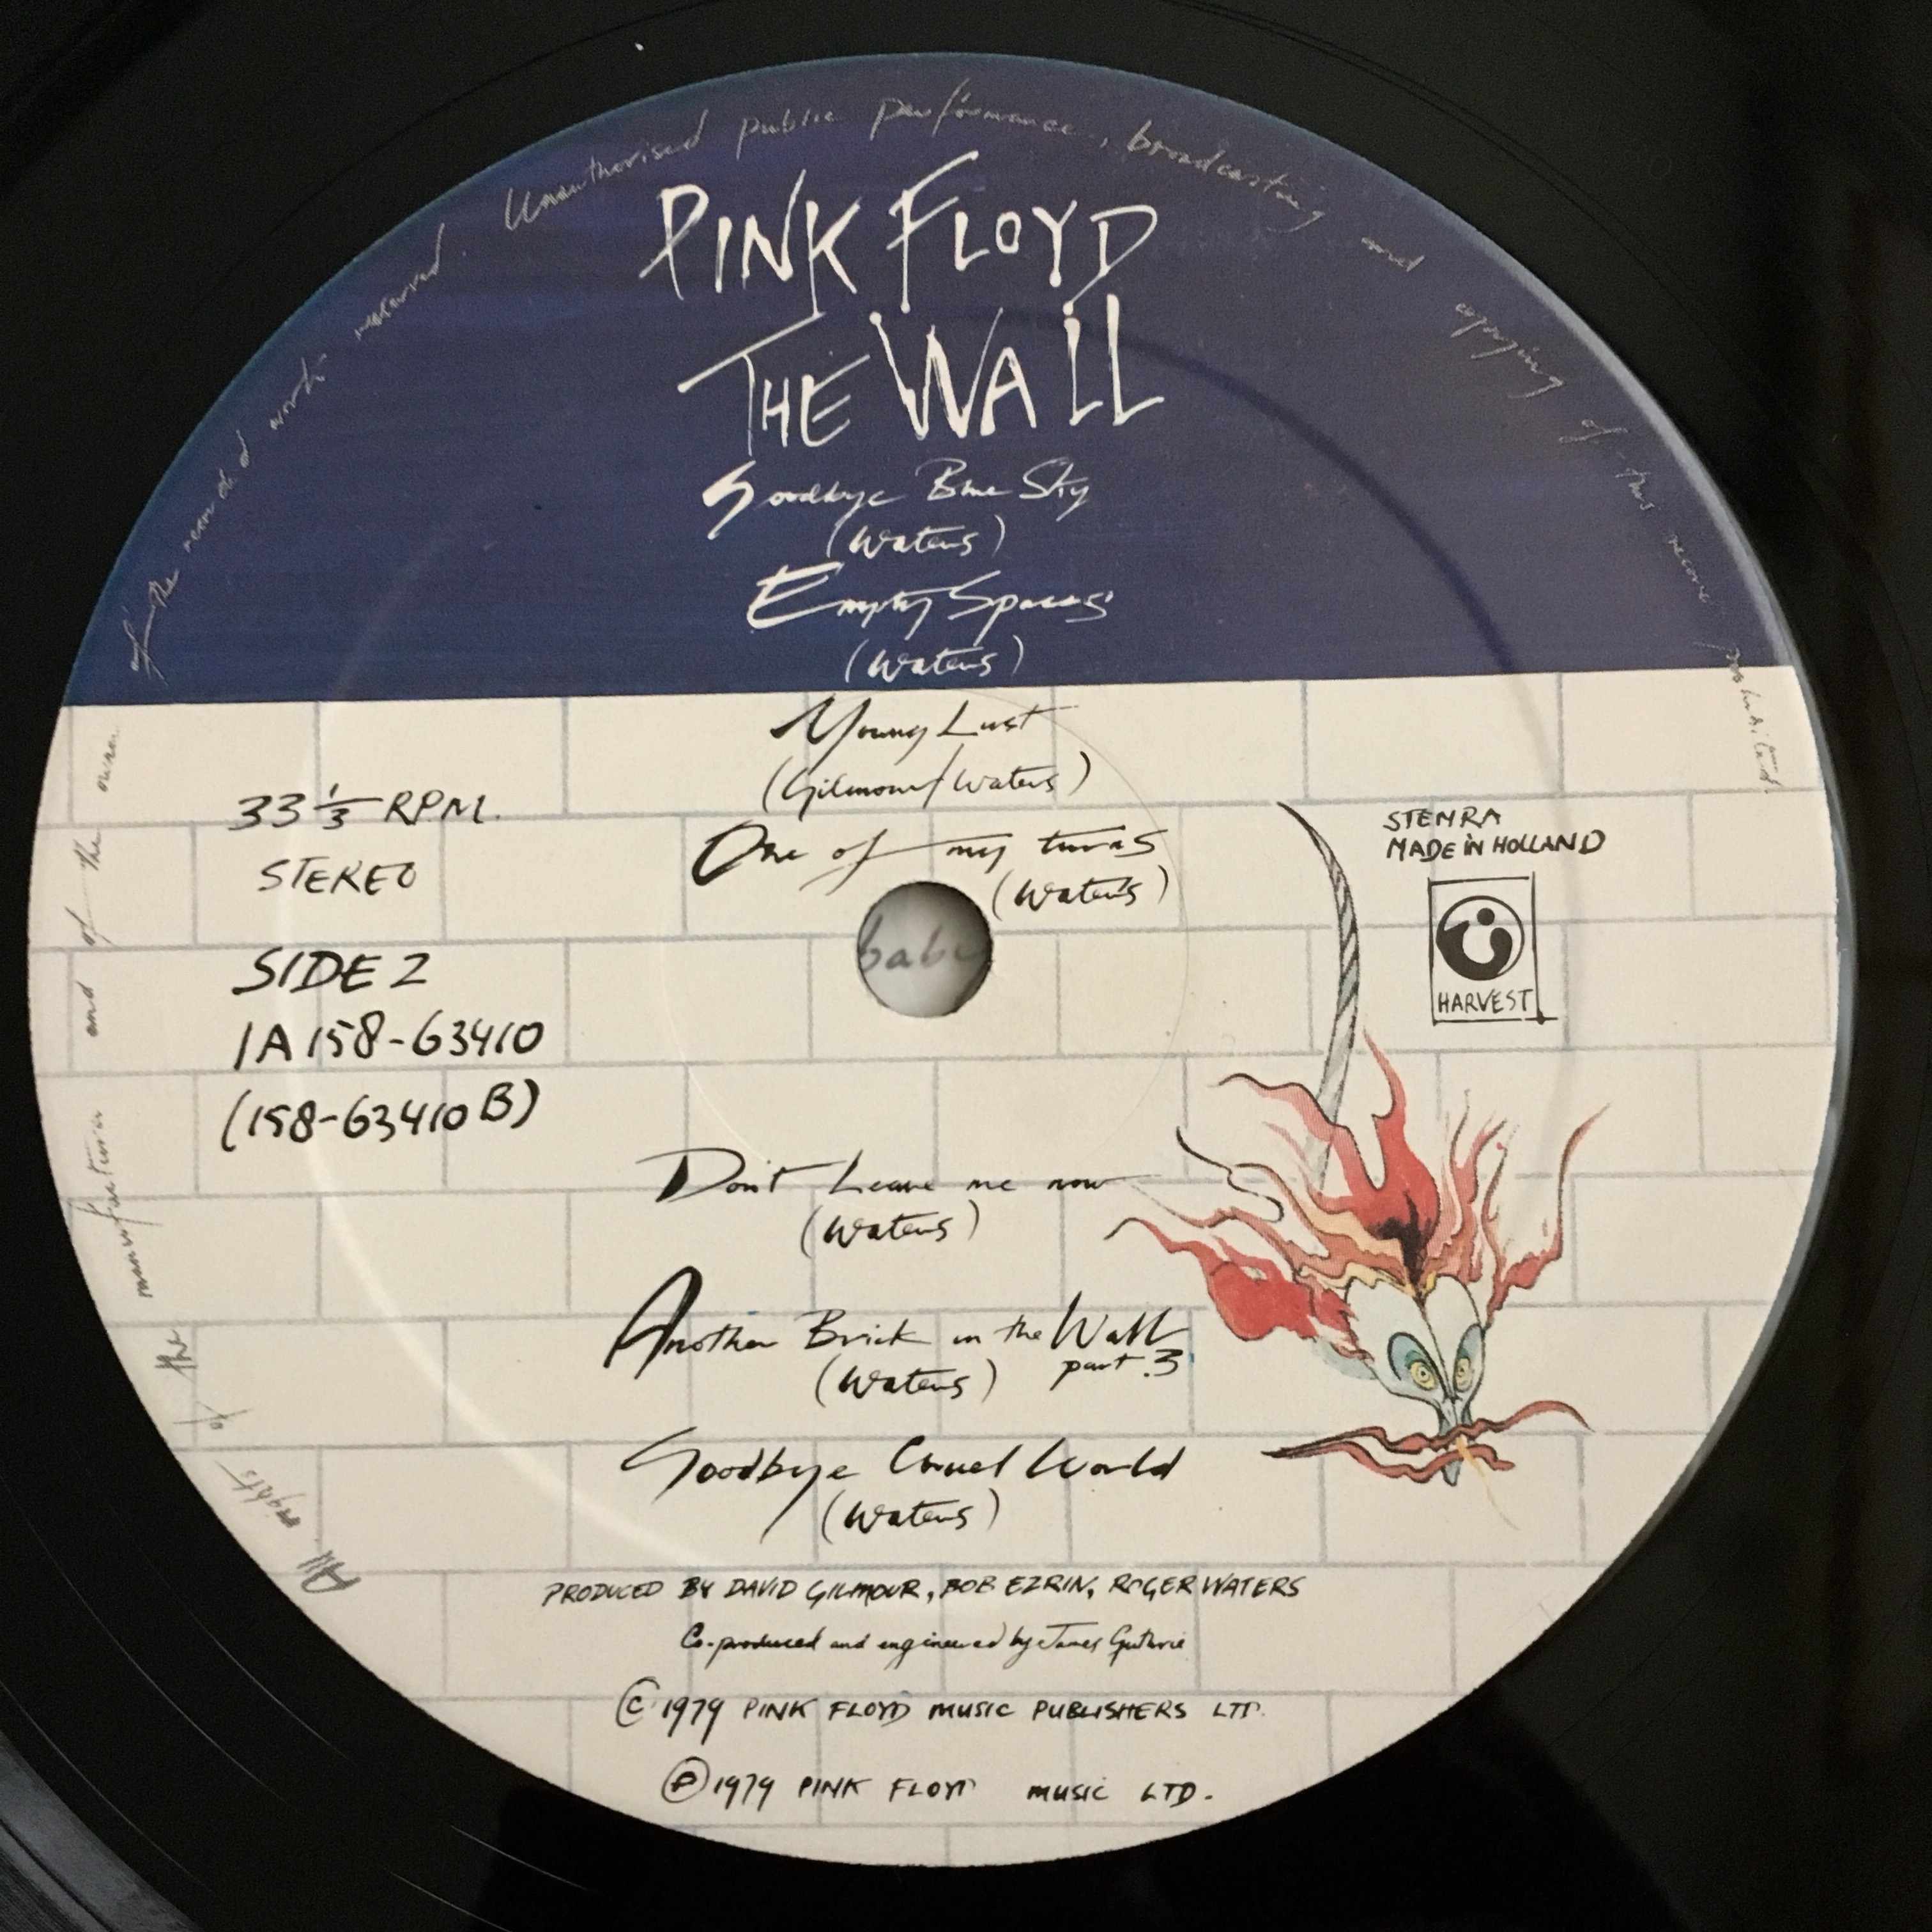 All rights of the manufacturer and of the owner of the recorded work reserved. Unauthorised public performance, broadcasting and copying of this record prohibited.
PINK FLOYD
THE WALL
Goodbye Blue Sky
(Waters)
Empty Spaces
(Waters)
Young Lust
(Gilmour/Waters)
One of my turns
(Waters)
33 1/3 RPM.
STEREO
SIDE 2
1A 158-63410
(158-63410 B)
STEMRA
MADE IN HOLLAND
HARVEST
Don't Leave me now
(Waters)
Another Brick in the Wall
part.3
(Waters)
Goodbye Cruel World
(Waters)
PRODUCED BY DAVID GILMOUR, BOB EZRIN, ROGER WATERS
Co-produced and engineered by James Guthrie
© 1979 PINK FLOYD MUSIC PUBLISHERS LTD.
℗ 1979 PINK FLOYD MUSIC LTD.